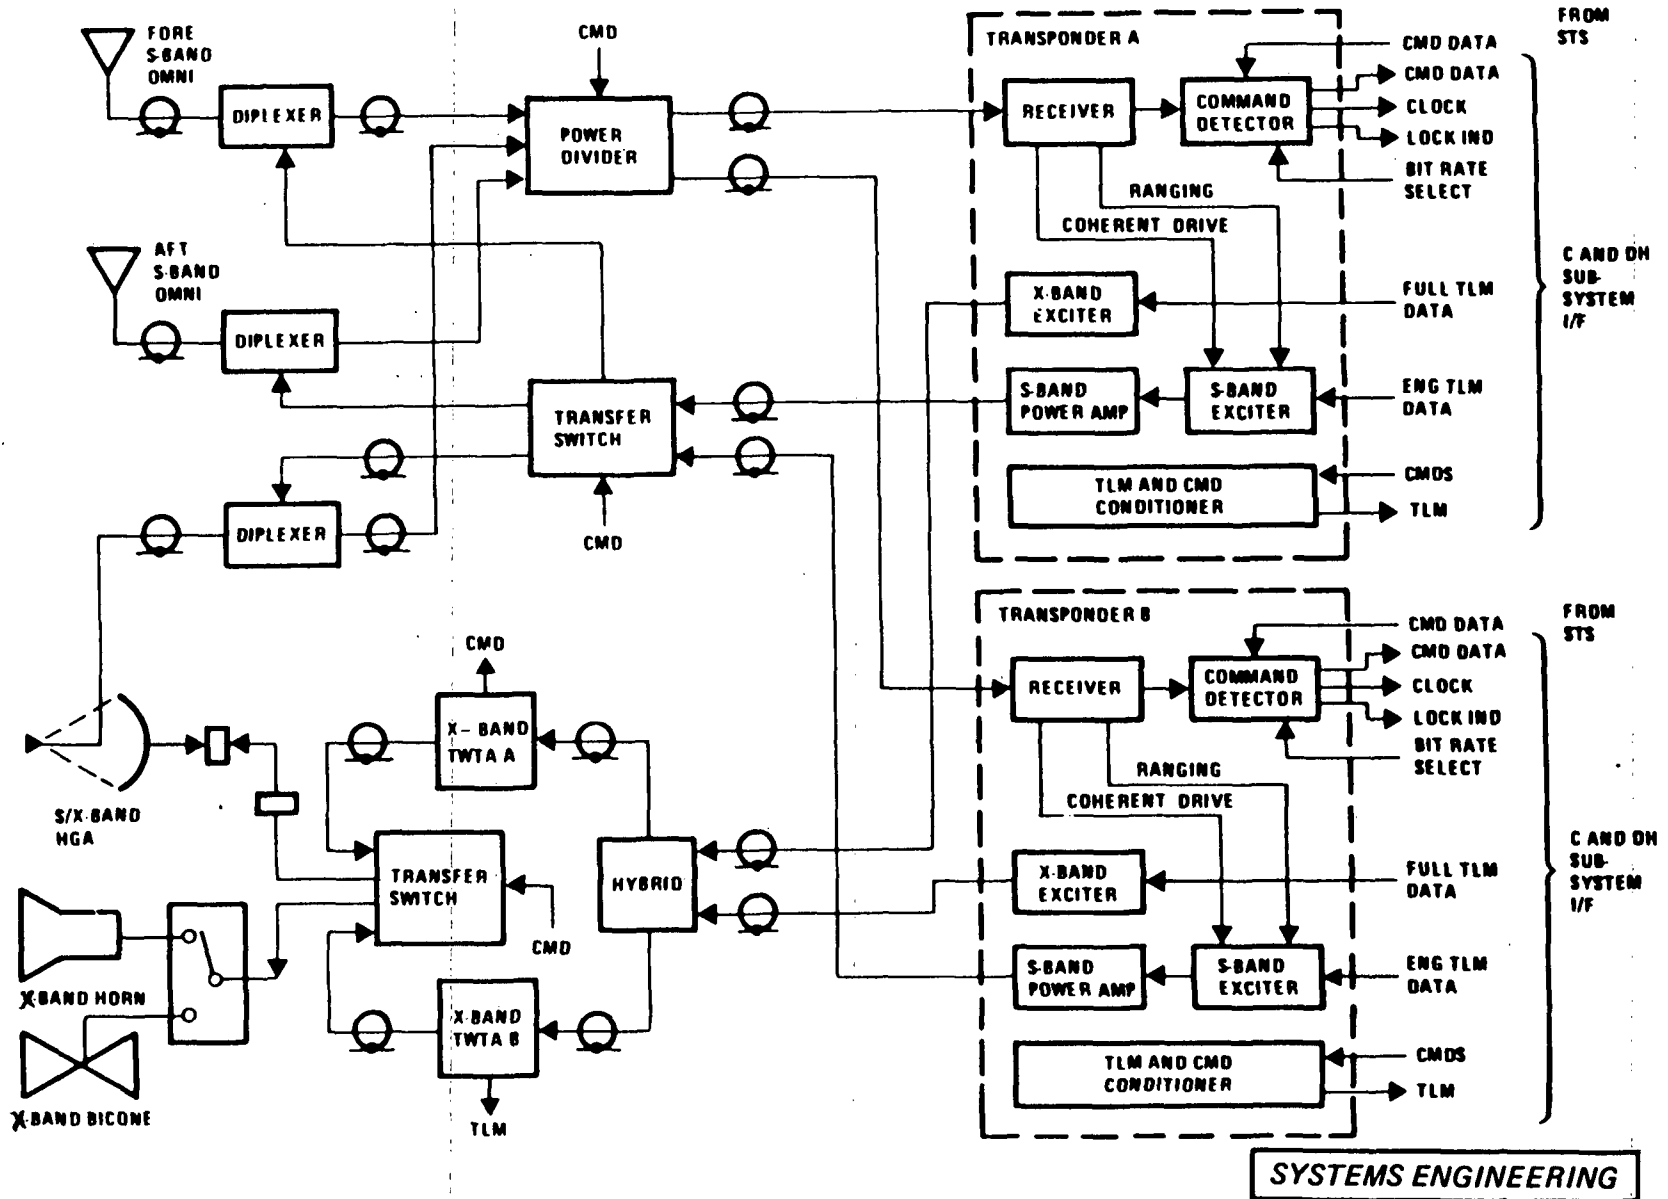 FORE
S-BAND
OMNI
DIPLEXER
CMD
POWER
DIVIDER
AFT
S-BAND
OMNI
DIPLEXER
TRANSFER
SWITCH
CMD
DIPLEXER
S/X-BAND
HGA
CMD
X-BAND
TWTA A
TRANSFER
SWITCH
CMD
HYBRID
X-BAND HORN
X-BAND BICONE
X-BAND
TWTA B
TLM
TRANSPONDER A
RECEIVER
COMMAND
DETECTOR
RANGING
COHERENT DRIVE
X-BAND
EXCITER
S-BAND
POWER AMP
S-BAND
EXCITER
TLM AND CMD
CONDITIONER
FROM
STS
CMD DATA
CMD DATA
CLOCK
LOCK IND
BIT RATE
SELECT
FULL TLM
DATA
ENG TLM
DATA
CMDS
TLM
C AND DH
SUB-
SYSTEM
I/F
TRANSPONDER B
RECEIVER
COMMAND
DETECTOR
RANGING
COHERENT DRIVE
X-BAND
EXCITER
S-BAND
POWER AMP
S-BAND
EXCITER
TLM AND CMD
CONDITIONER
FROM
STS
CMD DATA
CMD DATA
CLOCK
LOCK IND
BIT RATE
SELECT
FULL TLM
DATA
ENG TLM
DATA
CMDS
TLM
C AND DH
SUB-
SYSTEM
I/F
SYSTEMS ENGINEERING